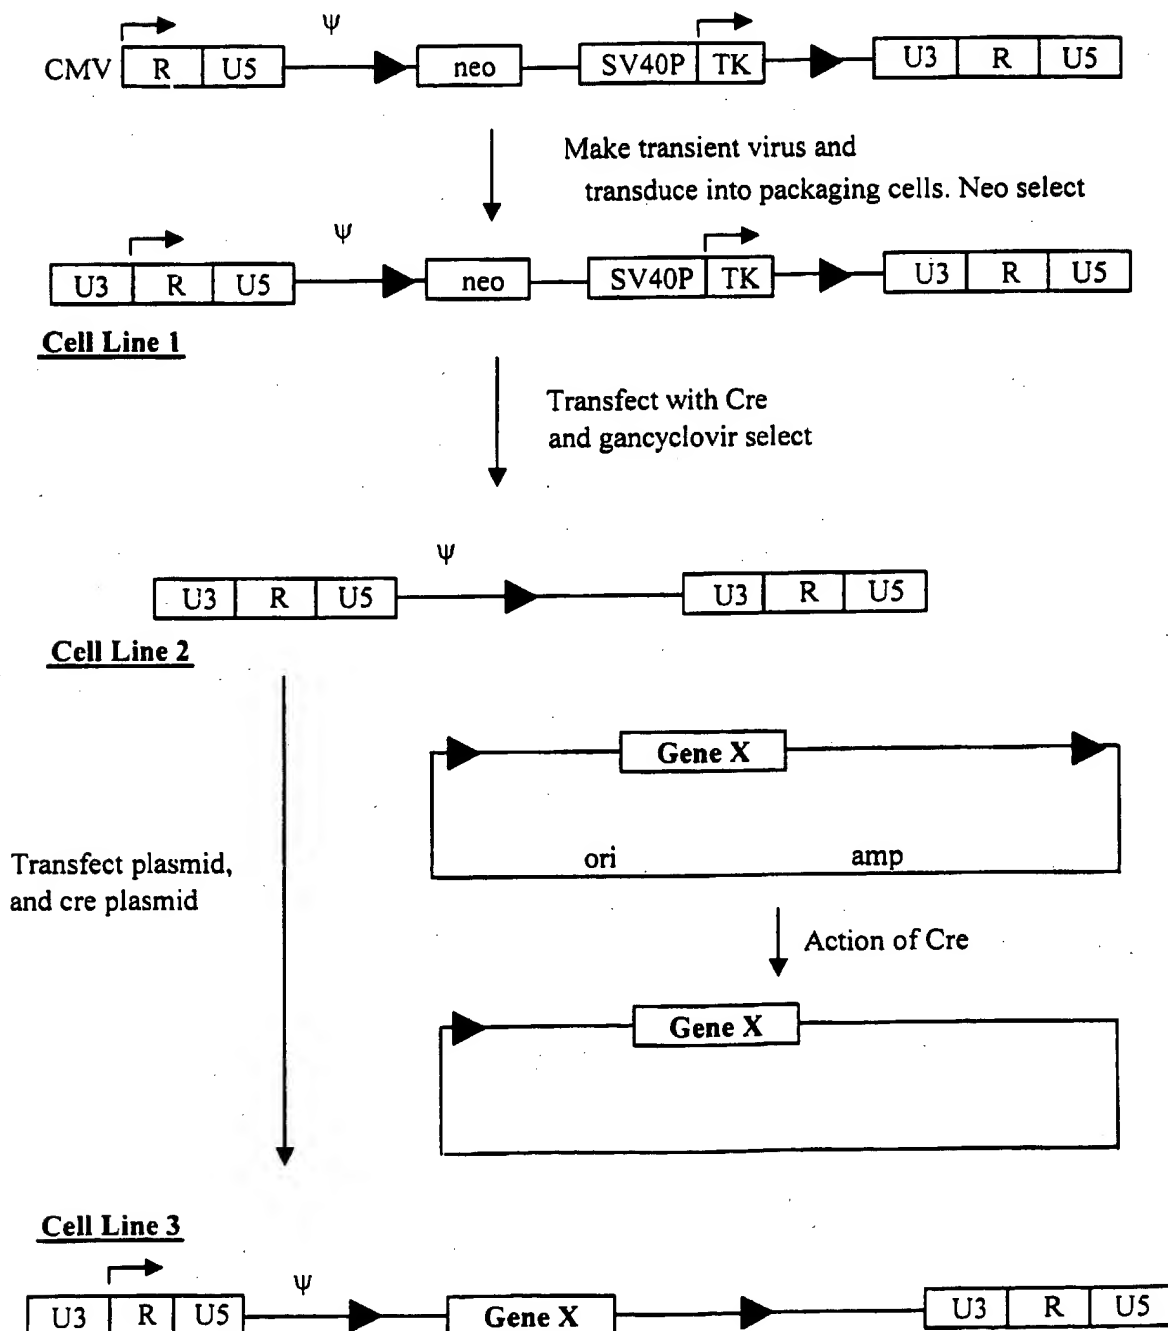 ψ
CMV R U5 neo SV40P TK U3 R U5
Make transient virus and
transduce into packaging cells. Neo select
ψ
U3 R U5 neo SV40P TK U3 R U5
Cell Line 1
Transfect with Cre
and gancyclovir select
ψ
U3 R U5 U3 R U5
Cell Line 2
Gene X
ori amp
Transfect plasmid,
and cre plasmid
Action of Cre
Gene X
Cell Line 3
ψ
U3 R U5 Gene X U3 R U5